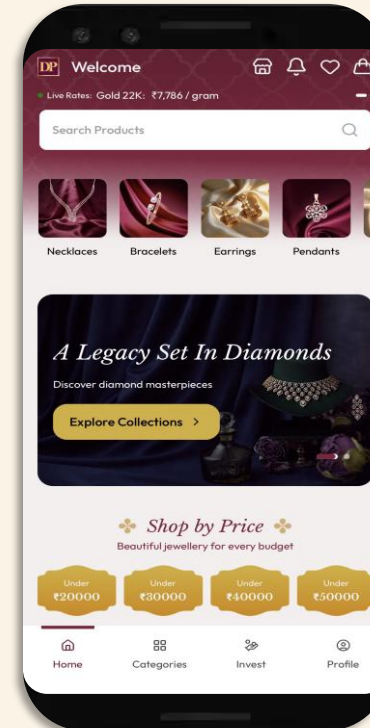 DP Welcome
Live Rates: Gold 22K: ₹7,786 / gram
Search Products
Necklaces Bracelets Earrings Pendants
A Legacy Set In Diamonds
Discover diamond masterpieces
Explore Collections >
Shop by Price
Beautiful jewellery for every budget
Under Under Under Under
₹20000 ₹30000 ₹40000 ₹50000
Home Categories Invest Profile